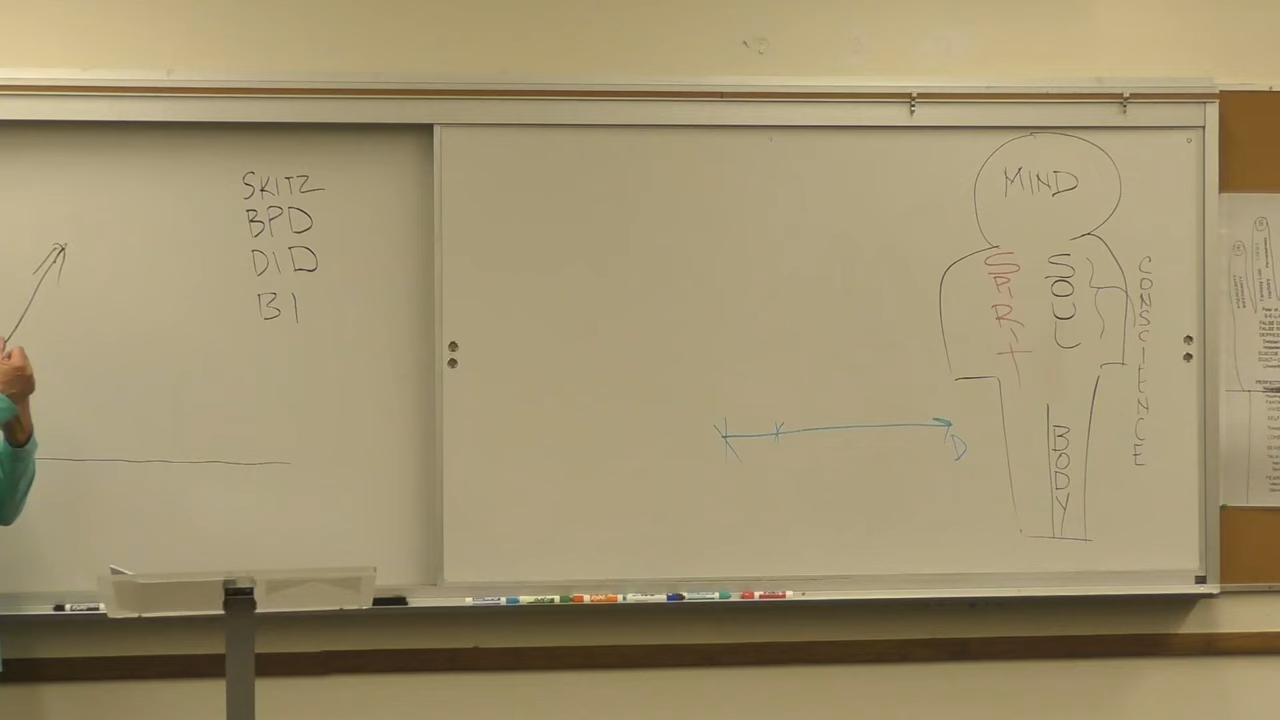 SKITZ
BPD
DID
BI
MIND
SPIRIT
SOUL
CONSCIENCE
BODY
D